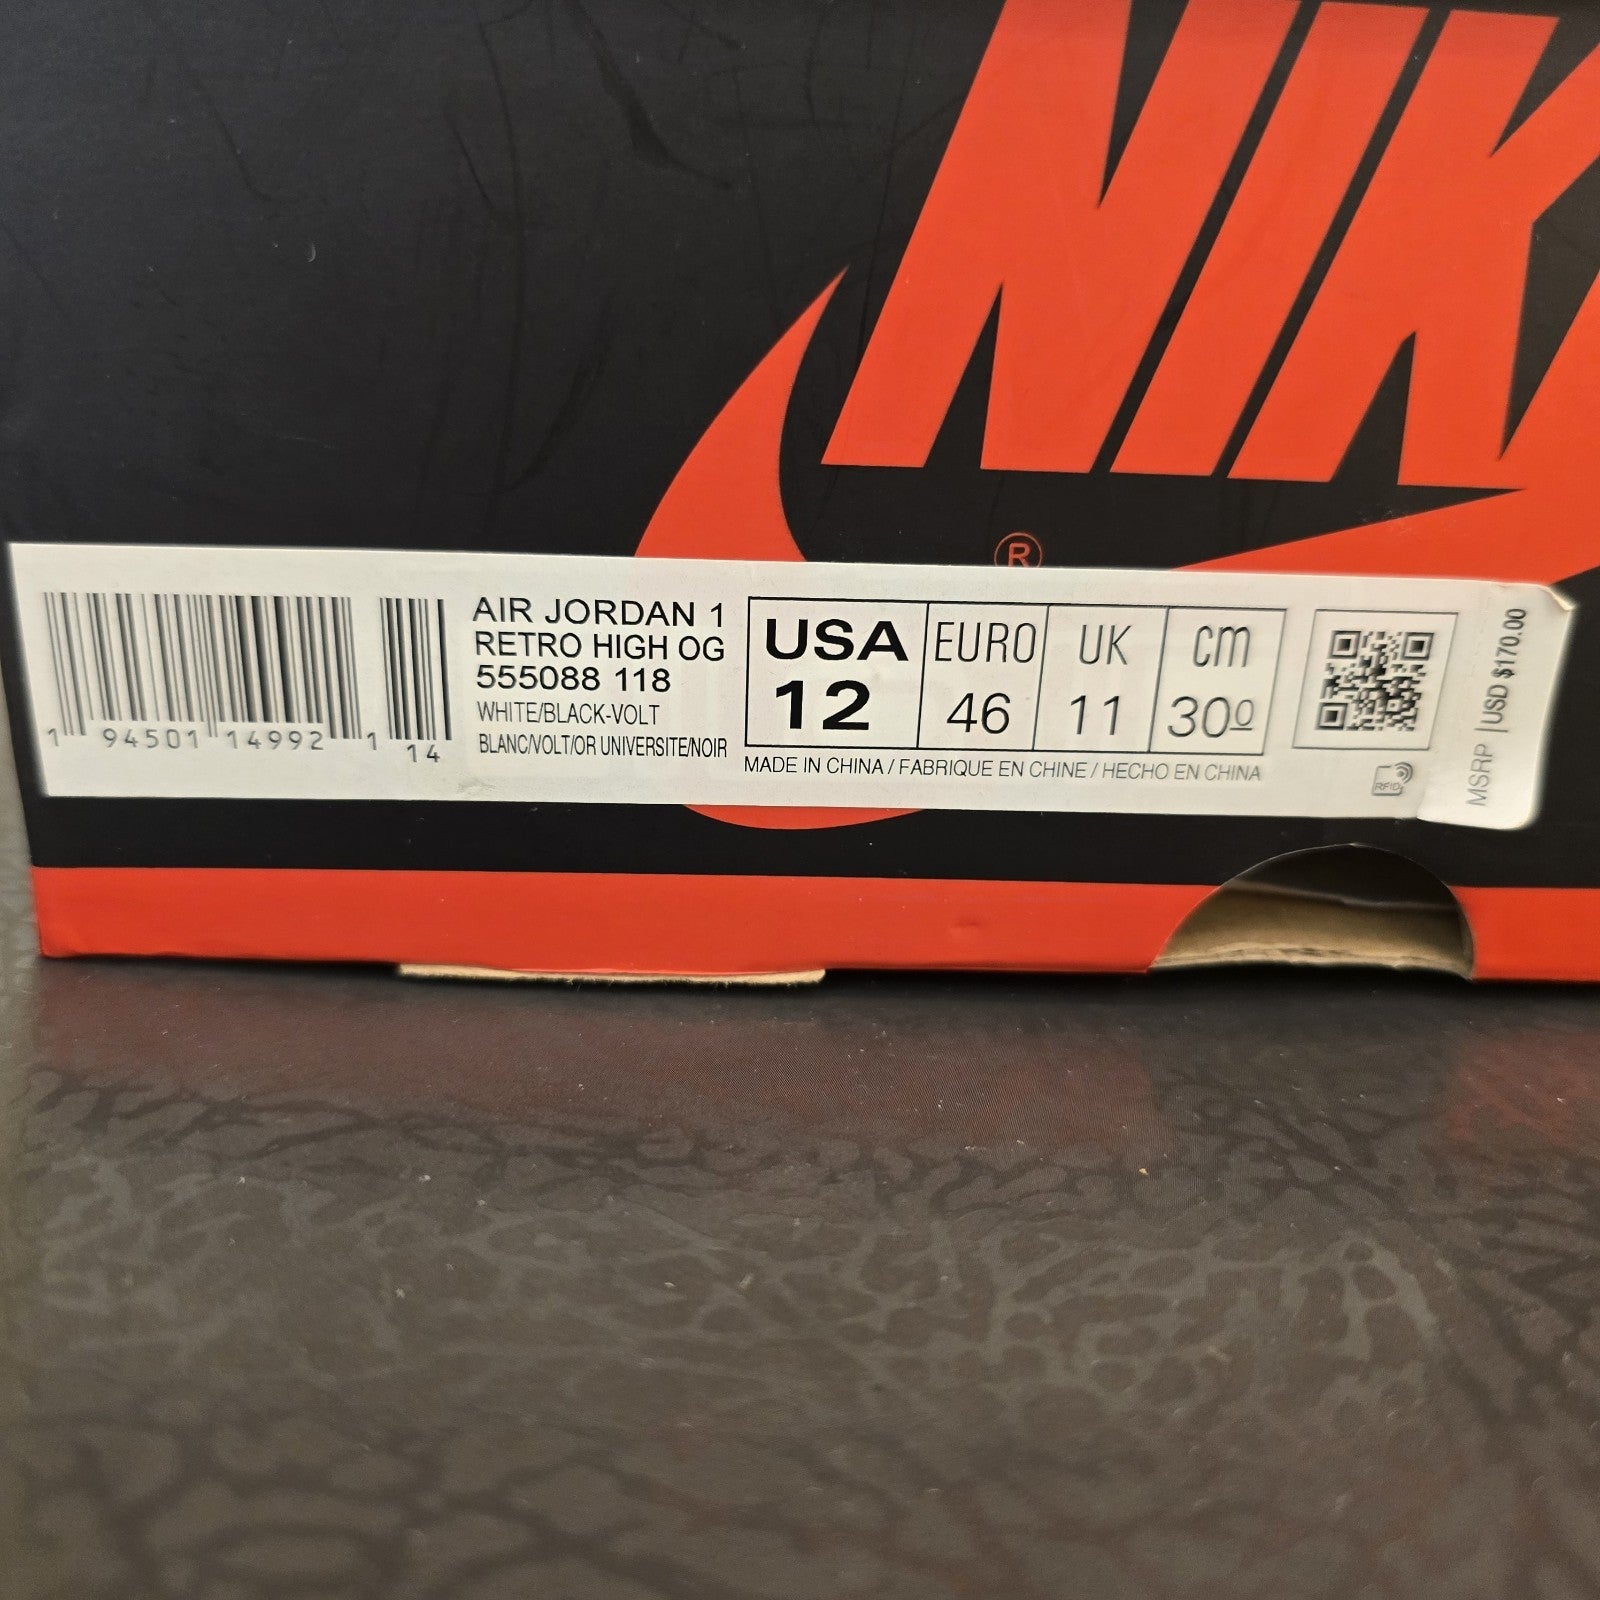 NIK
®
AIR JORDAN 1
RETRO HIGH OG
555088 118
WHITE/BLACK-VOLT
BLANC/VOLT/OR UNIVERSITE/NOIR
1 94501 14992 1 14
USA EURO UK cm
12 46 11 30º
MADE IN CHINA / FABRIQUE EN CHINE / HECHO EN CHINA
RFID
MSRP |USD $170.00